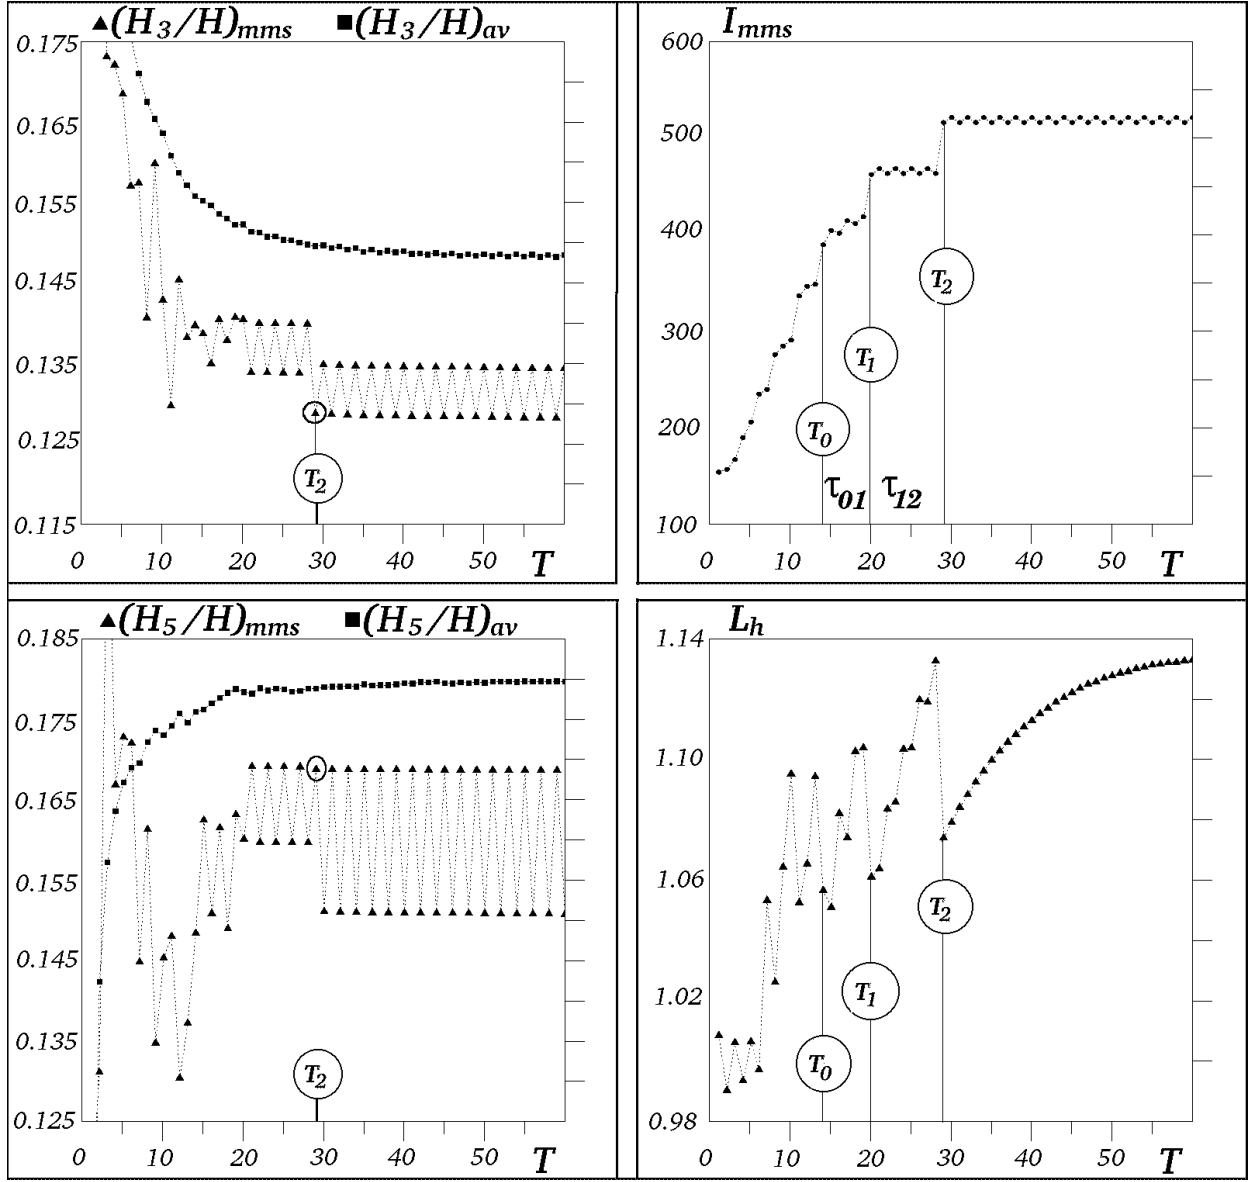 ▲(H3/H)mms ■(H3/H)av
0.175
0.165
0.155
0.145
0.135
0.125
0.115
T2
0 10 20 30 40 50 T
Imms
600
500
400
300
200
100
T2
T1
T0
τ01 τ12
0 10 20 30 40 50 T
▲(H5/H)mms ■(H5/H)av
0.185
0.175
0.165
0.155
0.145
0.135
0.125
T2
0 10 20 30 40 50 T
Lh
1.14
1.10
1.06
1.02
0.98
T2
T1
T0
0 10 20 30 40 50 T